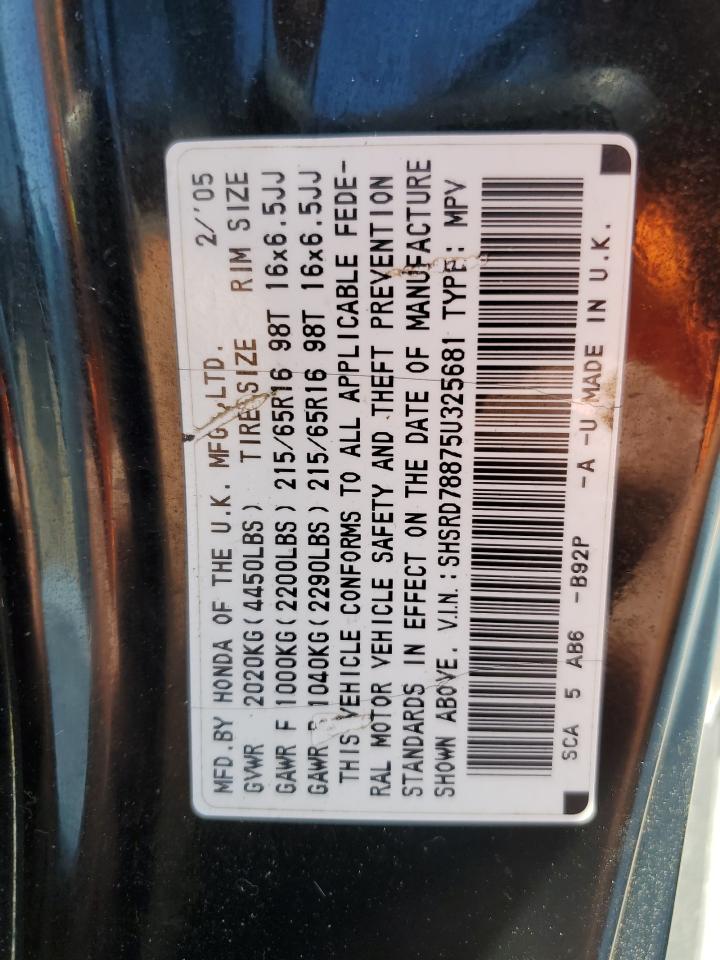 MFD.BY HONDA OF THE U.K. MFG.,LTD. 2/'05
GVWR 2020KG(4450LBS) TIRE SIZE RIM SIZE
GAWR F 1000KG(2200LBS) 215/65R16 98T 16x6.5JJ
GAWR R 1040KG(2290LBS) 215/65R16 98T 16x6.5JJ
THIS VEHICLE CONFORMS TO ALL APPLICABLE FEDE-
RAL MOTOR VEHICLE SAFETY AND THEFT PREVENTION
STANDARDS IN EFFECT ON THE DATE OF MANUFACTURE
SHOWN ABOVE. V.I.N.:SHSRD78875U325681 TYPE: MPV
SCA 5 AB6 -B92P -A -U MADE IN U.K.